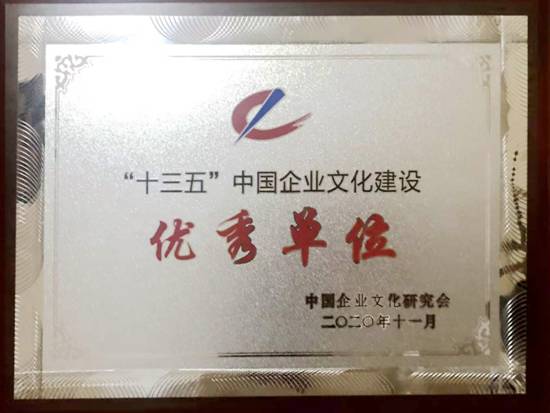 “十三五”中国企业文化建设
优秀单位
中国企业文化研究会
二〇二〇年十一月